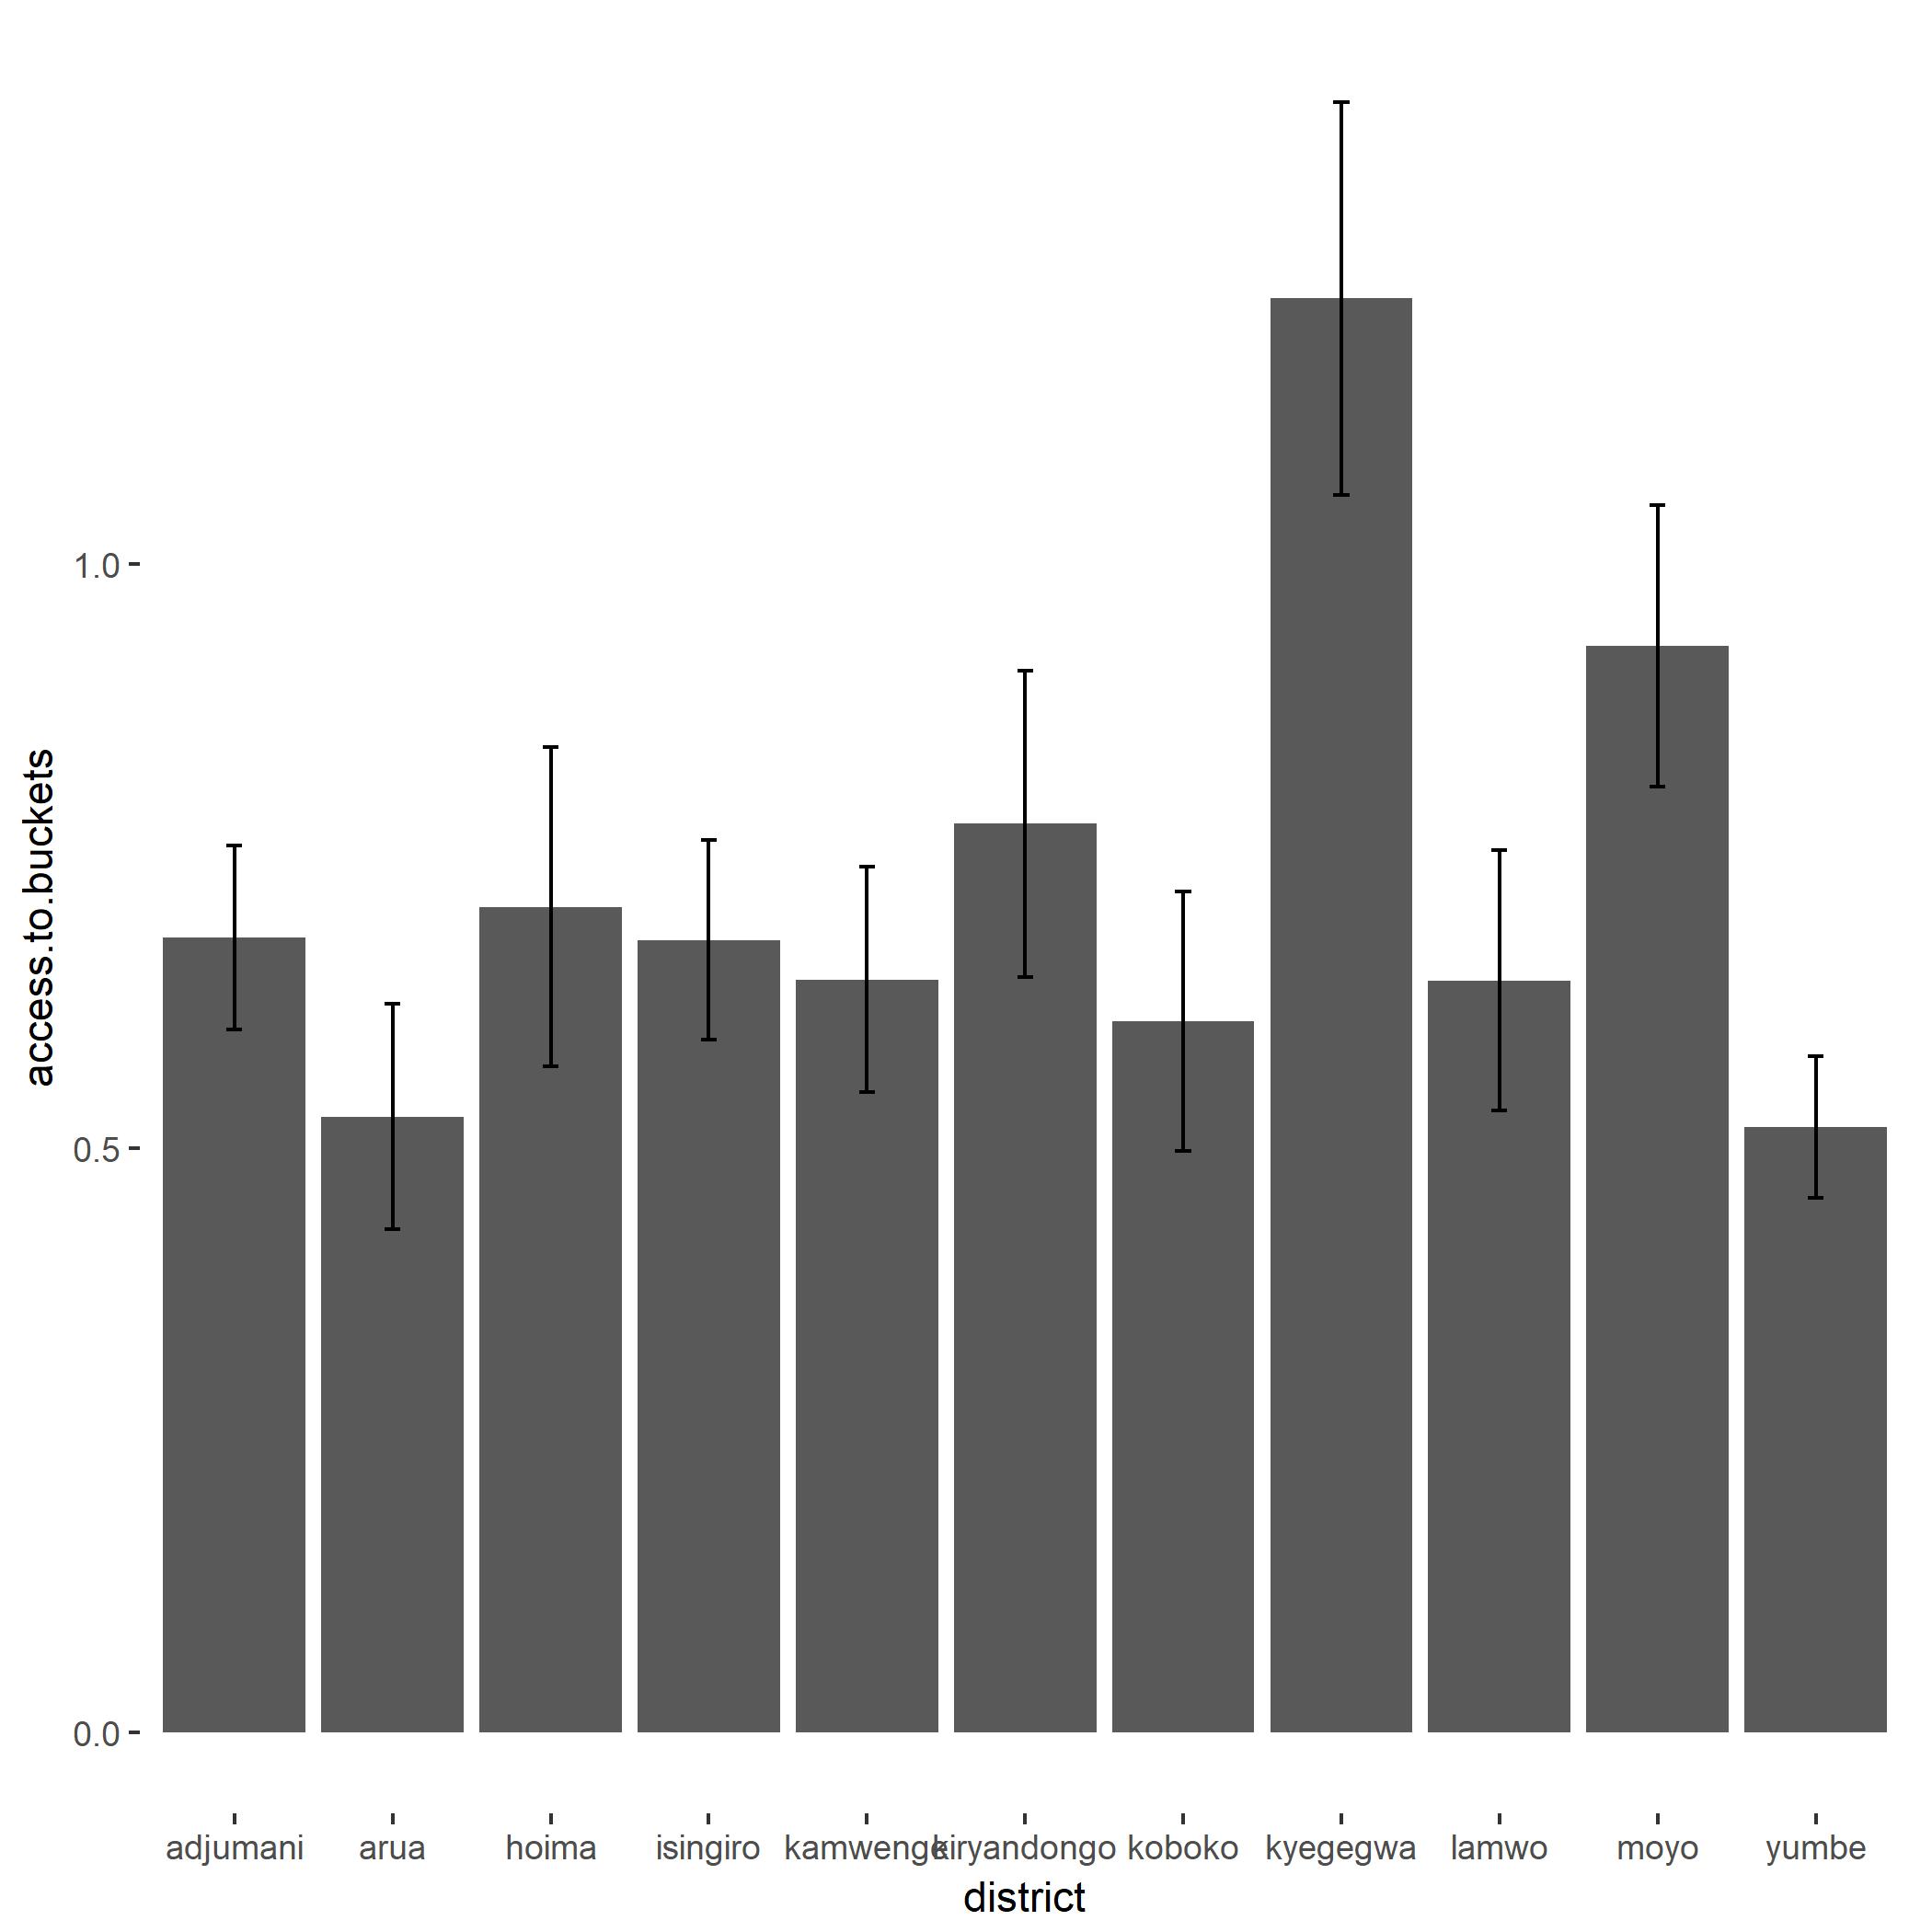 access.to.buckets
1.0
0.5
0.0
adjumani arua hoima isingiro kamwenge kiryandongo koboko kyegegwa lamwo moyo yumbe
district